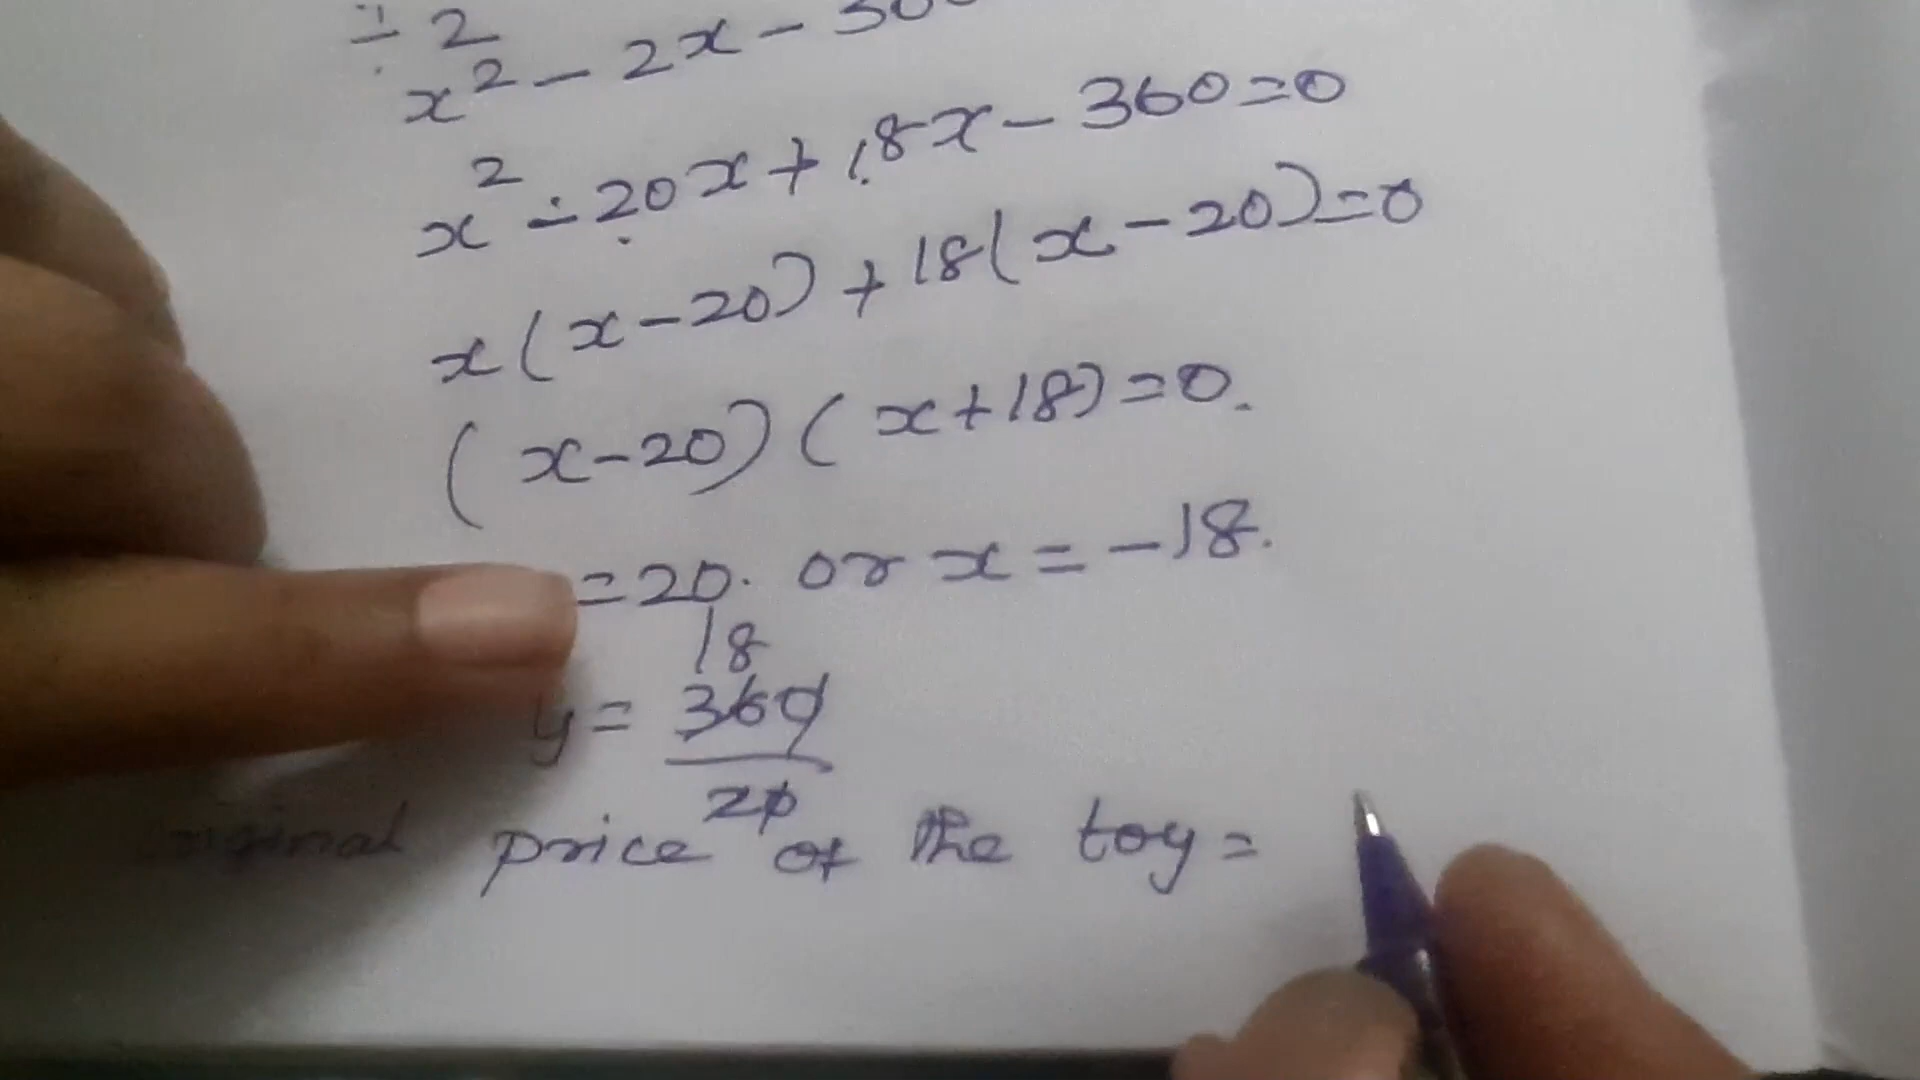 ÷ 2
x² - 2x - 360
x² - 20x + 18x - 360 = 0
x(x-20) + 18(x-20) = 0
(x-20)(x+18) = 0.
= 20. or x = -18.
18
y = 360
20
original price of the toy =